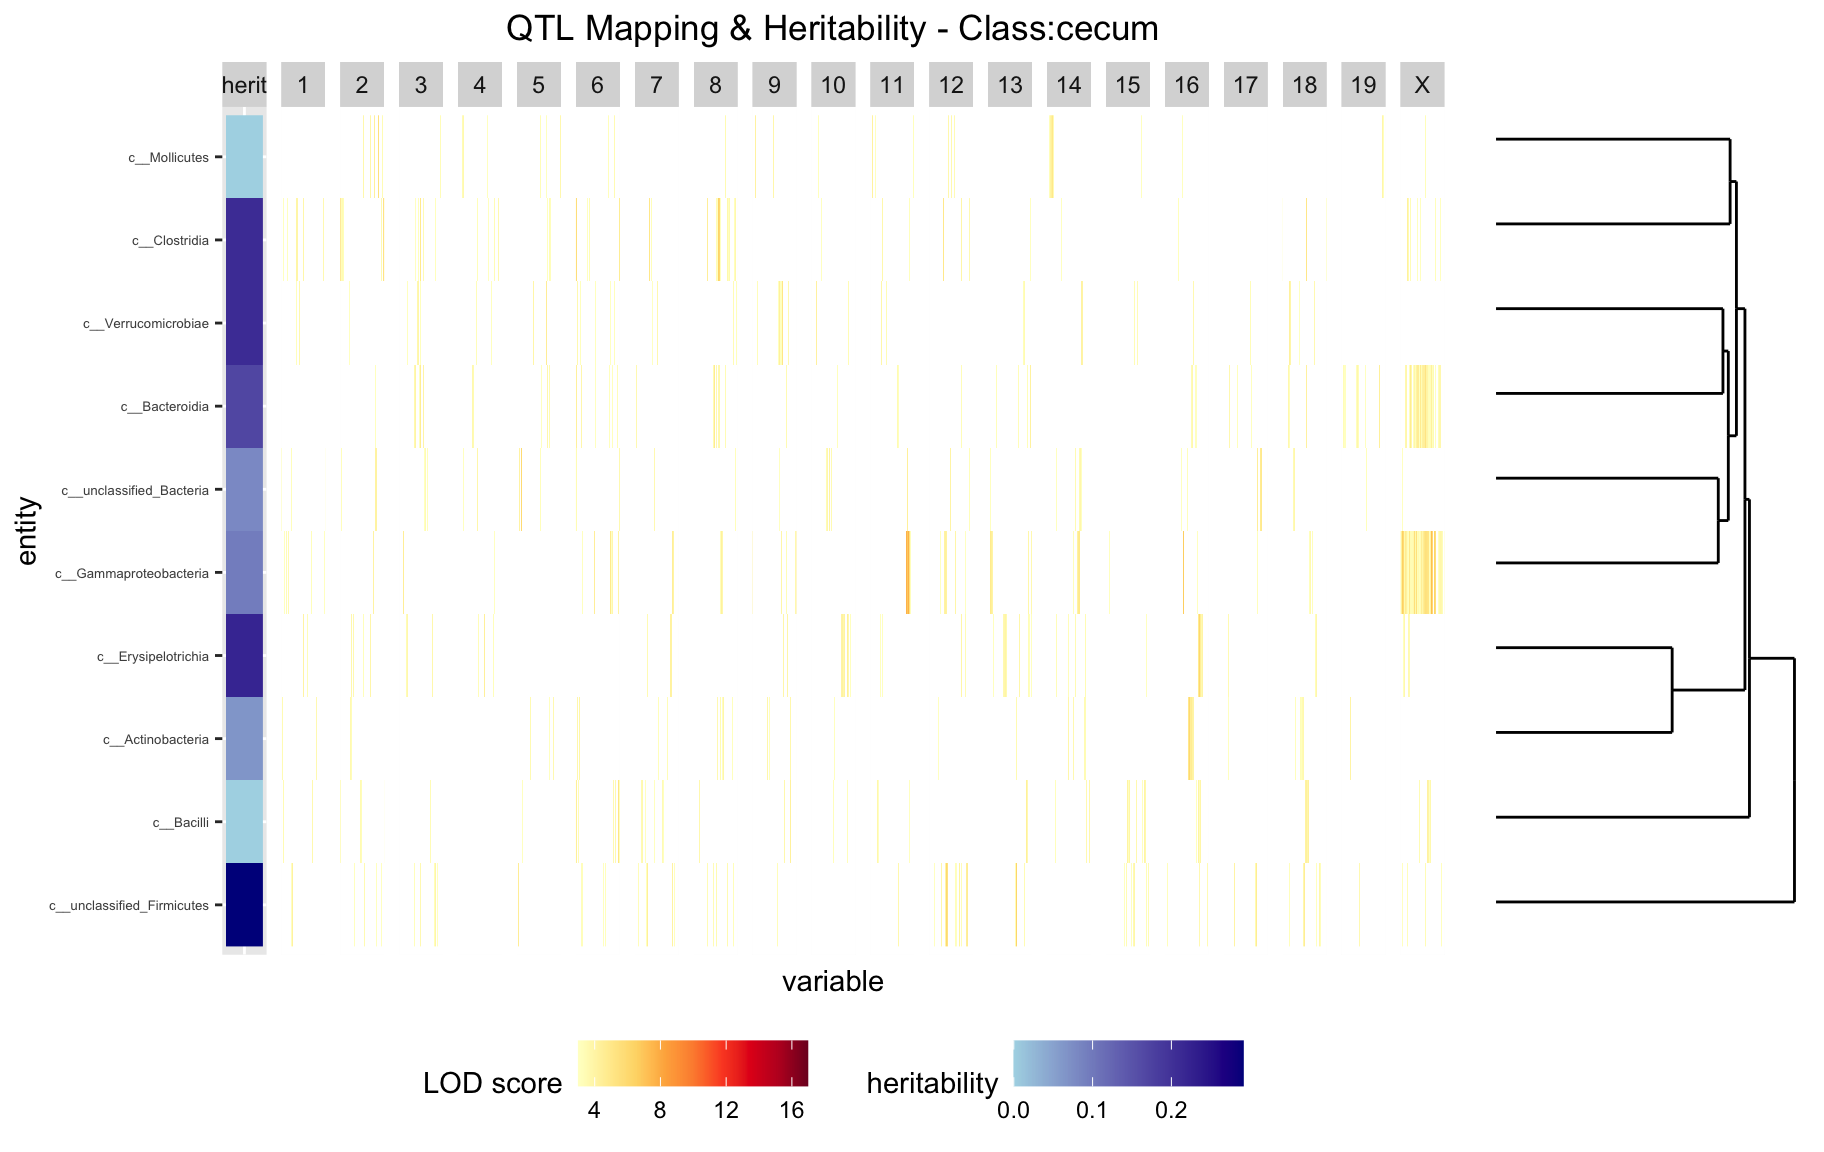 QTL Mapping & Heritability - Class:cecum
herit 1 2 3 4 5 6 7 8 9 10 11 12 13 14 15 16 17 18 19 X
c__Mollicutes
c__Clostridia
c__Verrucomicrobiae
c__Bacteroidia
c__unclassified_Bacteria
entity
c__Gammaproteobacteria
c__Erysipelotrichia
c__Actinobacteria
c__Bacilli
c__unclassified_Firmicutes
variable
LOD score
4 8 12 16
heritability
0.0 0.1 0.2